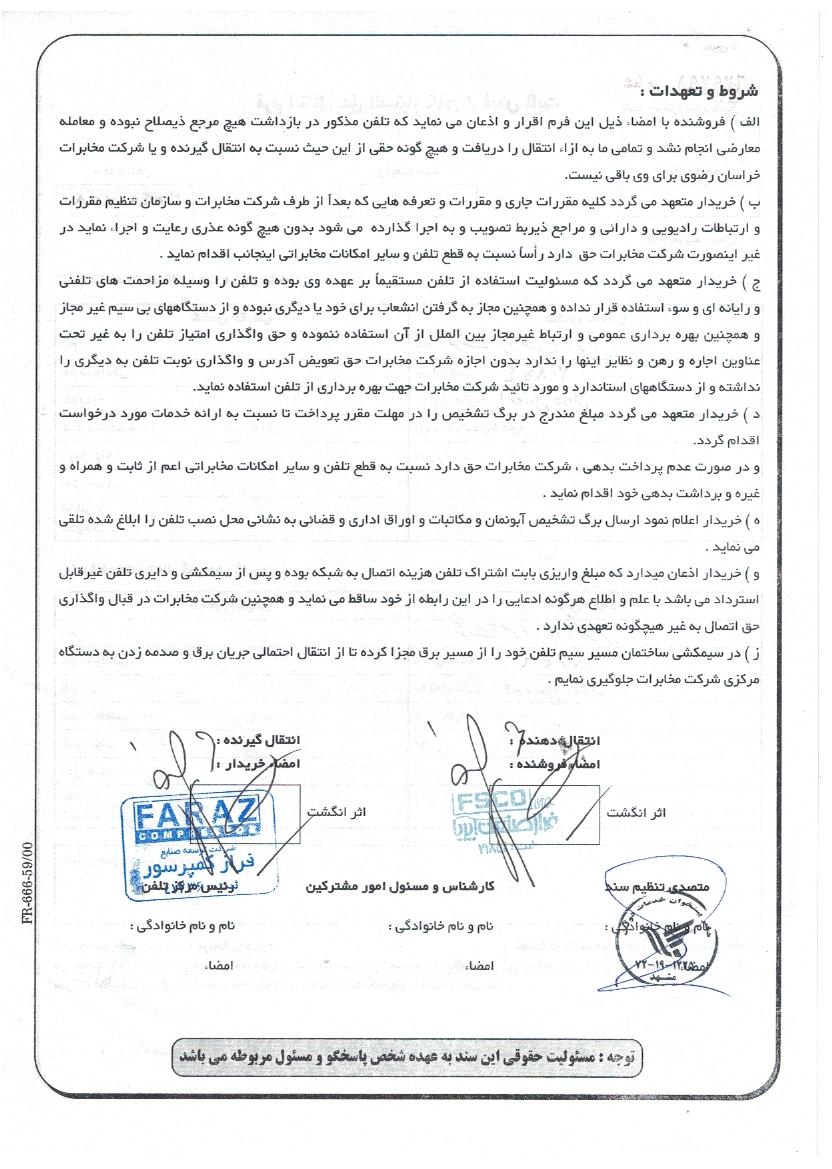 شروط و تعهدات :
الف ) فروشنده با امضاء ذیل این فرم اقرار و اذعان می نماید که تلفن مذکور در بازداشت هیچ مرجع ذیصلاح نبوده و معامله
معارضی انجام نشد و تمامی ما به ازاء انتقال را دریافت و هیچ گونه حقی از این حیث نسبت به انتقال گیرنده و یا شرکت مخابرات
خراسان رضوی برای وی باقی نیست.
ب ) خریدار متعهد می گردد کلیه مقررات جاری و مقررات و تعرفه هایی که بعداً از طرف شرکت مخابرات و سازمان تنظیم مقررات
و ارتباطات رادیویی و دارائی و مراجع ذیربط تصویب و به اجرا گذارده می شود بدون هیچ گونه عذری رعایت و اجراء نماید در
غیر اینصورت شرکت مخابرات حق دارد رأساً نسبت به قطع تلفن و سایر امکانات مخابراتی اینجانب اقدام نماید .
ج ) خریدار متعهد می گردد که مسئولیت استفاده از تلفن مستقیماً بر عهده وی بوده و تلفن را وسیله مزاحمت های تلفنی
و رایانه ای و سوء استفاده قرار نداده و همچنین مجاز به گرفتن انشعاب برای خود یا دیگری نبوده و از دستگاههای بی سیم غیر مجاز
و همچنین بهره برداری عمومی و ارتباط غیرمجاز بین الملل از آن استفاده ننموده و حق واگذاری امتیاز تلفن را به غیر تحت
عناوین اجاره و رهن و نظایر اینها را ندارد بدون اجازه شرکت مخابرات حق تعویض آدرس و واگذاری نوبت تلفن به دیگری را
نداشته و از دستگاههای استاندارد و مورد تائید شرکت مخابرات جهت بهره برداری از تلفن استفاده نماید.
د ) خریدار متعهد می گردد مبلغ مندرج در برگ تشخیص را در مهلت مقرر پرداخت تا نسبت به ارائه خدمات مورد درخواست
اقدام گردد.
و در صورت عدم پرداخت بدهی ، شرکت مخابرات حق دارد نسبت به قطع تلفن و سایر امکانات مخابراتی اعم از ثابت و همراه و
غیره و برداشت بدهی خود اقدام نماید .
ه ) خریدار اعلام نمود ارسال برگ تشخیص آبونمان و مکاتبات و اوراق اداری و قضائی به نشانی محل نصب تلفن را ابلاغ شده تلقی
می نماید .
و ) خریدار اذعان میدارد که مبلغ واریزی بابت اشتراک تلفن هزینه اتصال به شبکه بوده و پس از سیمکشی و دایری تلفن غیرقابل
استرداد می باشد با علم و اطلاع هرگونه ادعایی را در این رابطه از خود ساقط می نماید و همچنین شرکت مخابرات در قبال واگذاری
حق اتصال به غیر هیچگونه تعهدی ندارد .
ز ) در سیمکشی ساختمان مسیر سیم تلفن خود را از مسیر برق مجزا کرده تا از انتقال احتمالی جریان برق و صدمه زدن به دستگاه
مرکزی شرکت مخابرات جلوگیری نمایم .
انتقال دهنده :
امضاء فروشنده :
انتقال گیرنده :
امضاء خریدار :
اثر انگشت
FSCO
اثر انگشت
FARAZ
شرکت توسعه صنایع
فراز کمپرسور
متصدی تنظیم سند
کارشناس و مسئول امور مشترکین
رئیس مرکز تلفن
نام و نام خانوادگی :
نام و نام خانوادگی :
نام و نام خانوادگی :
امضاء
امضاء
امضاء
۷۲-۱۹-۱۲۲۵
مشهد
توجه : مسئولیت حقوقی این سند به عهده شخص پاسخگو و مسئول مربوطه می باشد
FR-666-59/00